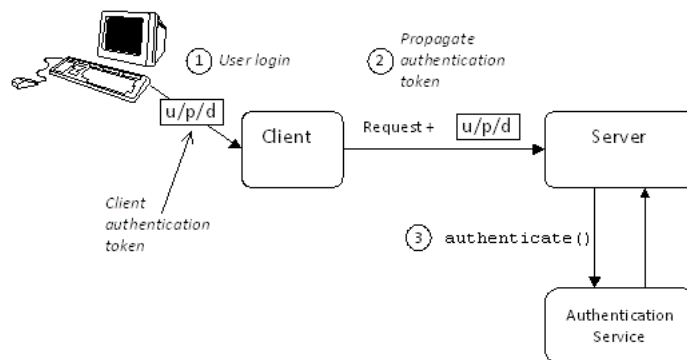 1 User login
2 Propagate
authentication
token
u/p/d
Client
Request + u/p/d
Server
Client
authentication
token
3 authenticate()
Authentication
Service